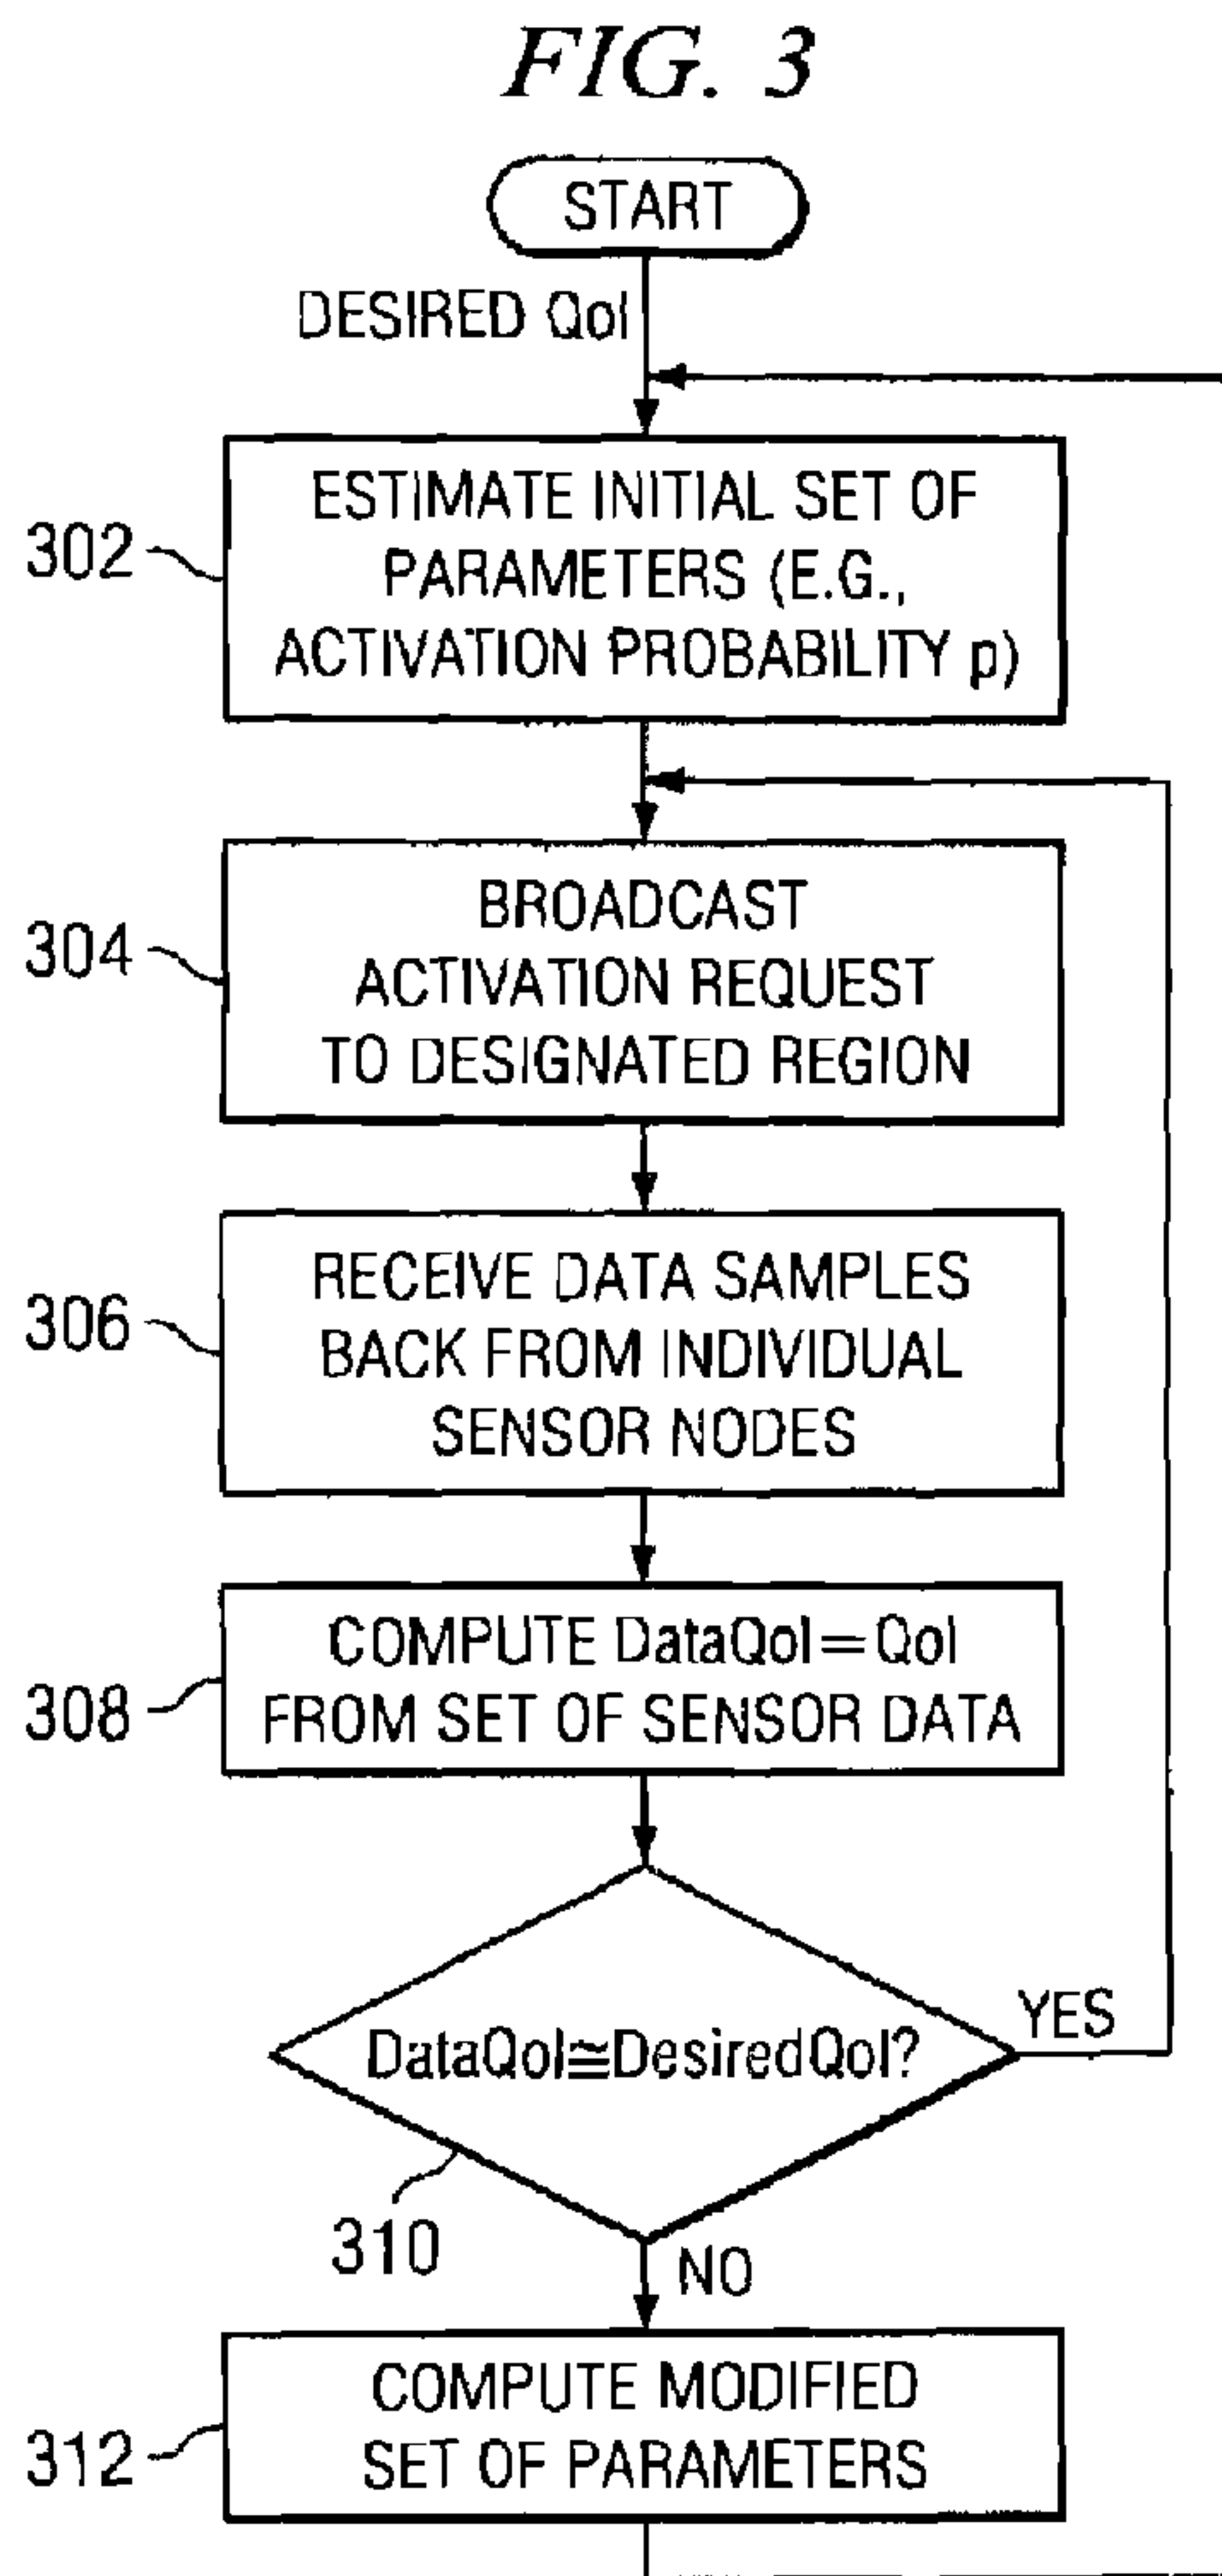 FIG. 3
START
DESIRED QoI
302
ESTIMATE INITIAL SET OF
PARAMETERS (E.G.,
ACTIVATION PROBABILITY p)
304
BROADCAST
ACTIVATION REQUEST
TO DESIGNATED REGION
306
RECEIVE DATA SAMPLES
BACK FROM INDIVIDUAL
SENSOR NODES
308
COMPUTE DataQoI=QoI
FROM SET OF SENSOR DATA
DataQoI≅DesiredQoI?
YES
310
NO
312
COMPUTE MODIFIED
SET OF PARAMETERS